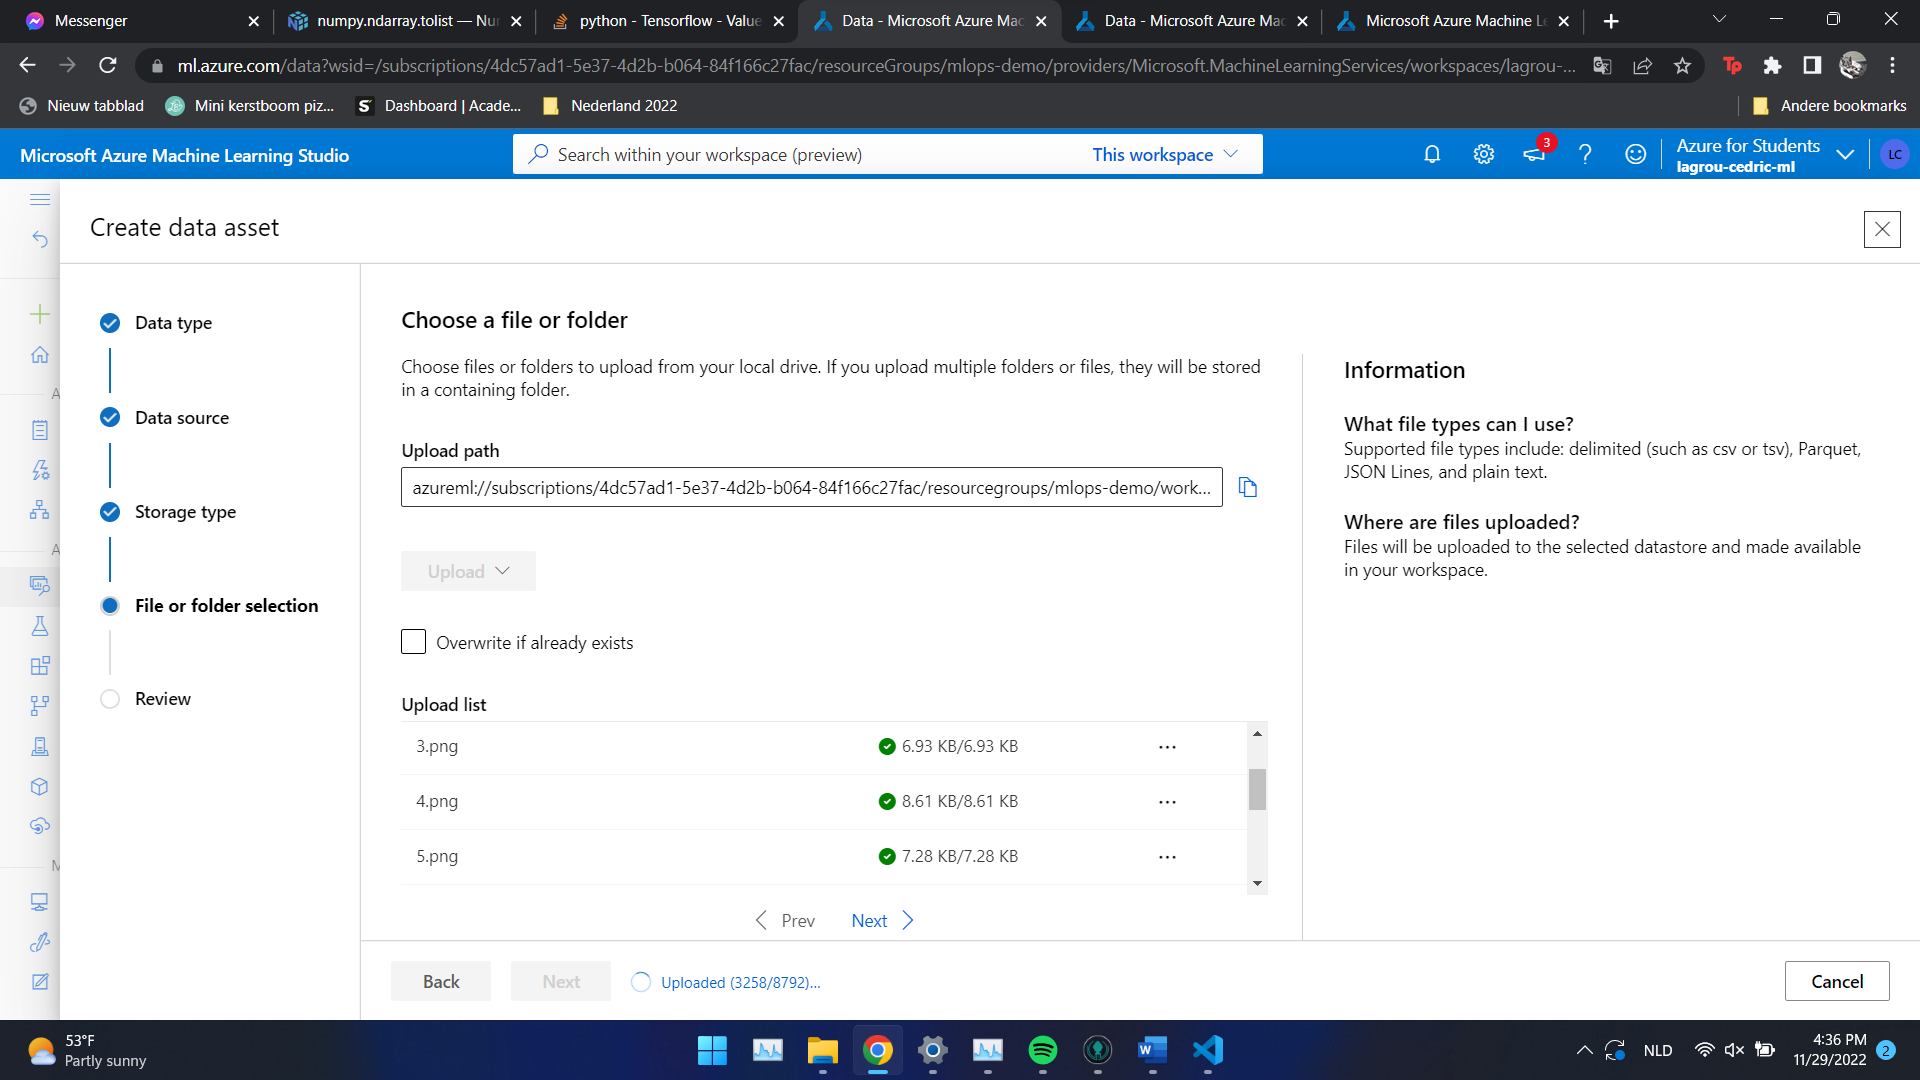 Messenger
numpy.ndarray.tolist — Nu
python - Tensorflow - Value
Data - Microsoft Azure Mac
Data - Microsoft Azure Mac
Microsoft Azure Machine Le
ml.azure.com/data?wsid=/subscriptions/4dc57ad1-5e37-4d2b-b064-84f166c27fac/resourceGroups/mlops-demo/providers/Microsoft.MachineLearningServices/workspaces/lagrou-...
Nieuw tabblad
Mini kerstboom piz...
Dashboard | Acade...
Nederland 2022
Andere bookmarks
Microsoft Azure Machine Learning Studio
Search within your workspace (preview)
This workspace
3
Azure for Students
lagrou-cedric-ml
LC
Create data asset
Data type
Data source
Storage type
File or folder selection
Review
Choose a file or folder
Choose files or folders to upload from your local drive. If you upload multiple folders or files, they will be stored
in a containing folder.
Upload path
azureml://subscriptions/4dc57ad1-5e37-4d2b-b064-84f166c27fac/resourcegroups/mlops-demo/work...
Upload
Overwrite if already exists
Upload list
3.png 6.93 KB/6.93 KB
4.png 8.61 KB/8.61 KB
5.png 7.28 KB/7.28 KB
Prev Next
Back Next Uploaded (3258/8792)...
Cancel
Information
What file types can I use?
Supported file types include: delimited (such as csv or tsv), Parquet,
JSON Lines, and plain text.
Where are files uploaded?
Files will be uploaded to the selected datastore and made available
in your workspace.
53°F
Partly sunny
NLD
4:36 PM
11/29/2022
2